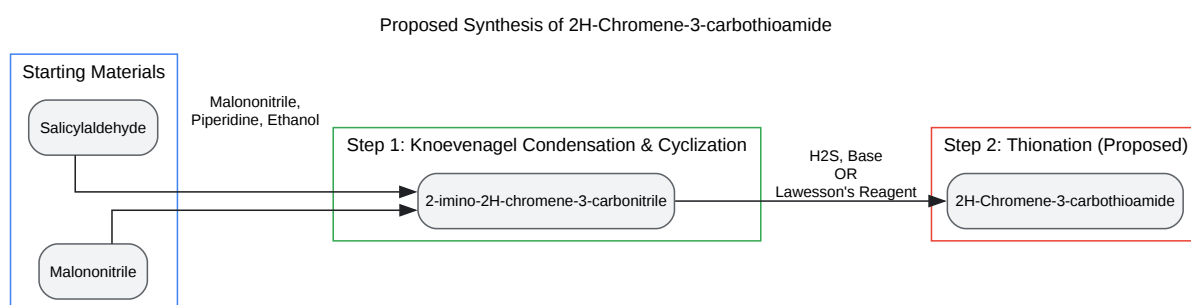 Proposed Synthesis of 2H-Chromene-3-carbothioamide
Starting Materials
Salicylaldehyde
Malononitrile
Malononitrile,
Piperidine, Ethanol
Step 1: Knoevenagel Condensation & Cyclization
2-imino-2H-chromene-3-carbonitrile
H2S, Base
OR
Lawesson's Reagent
Step 2: Thionation (Proposed)
2H-Chromene-3-carbothioamide